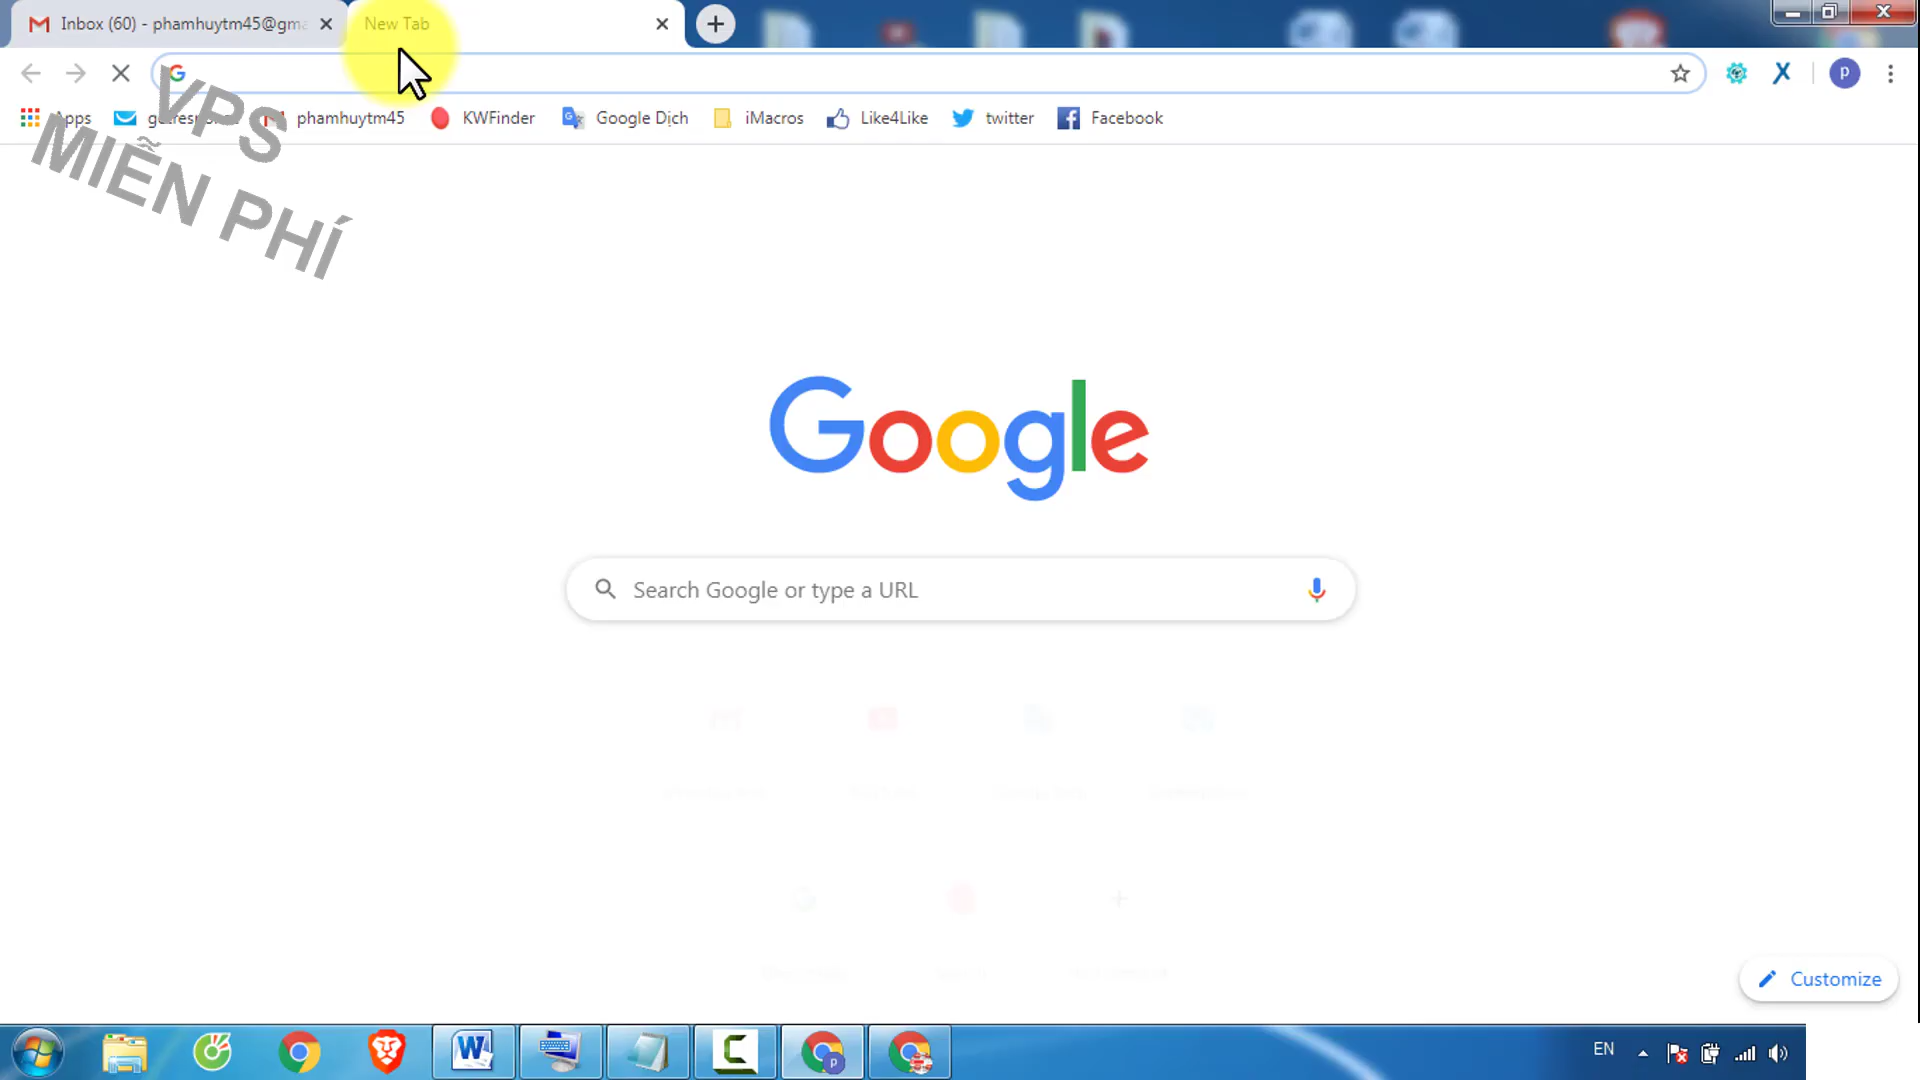 Inbox (60) - phamhuytm45@gma
New Tab
Apps
phamhuytm45
KWFinder
Google Dịch
iMacros
Like4Like
twitter
Facebook
VPS
MIỄN PHÍ
Google
Search Google or type a URL
Customize
EN